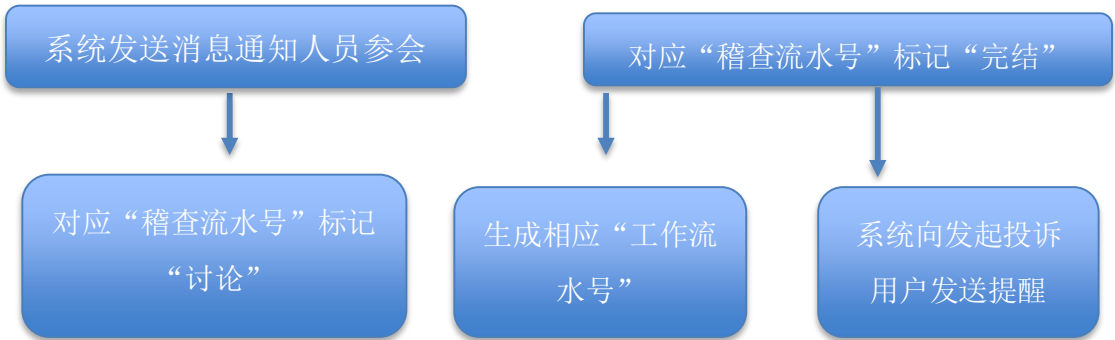 系统发送消息通知人员参会
对应“稽查流水号”标记“完结”
对应“稽查流水号”标记
“讨论”
生成相应“工作流
水号”
系统向发起投诉
用户发送提醒